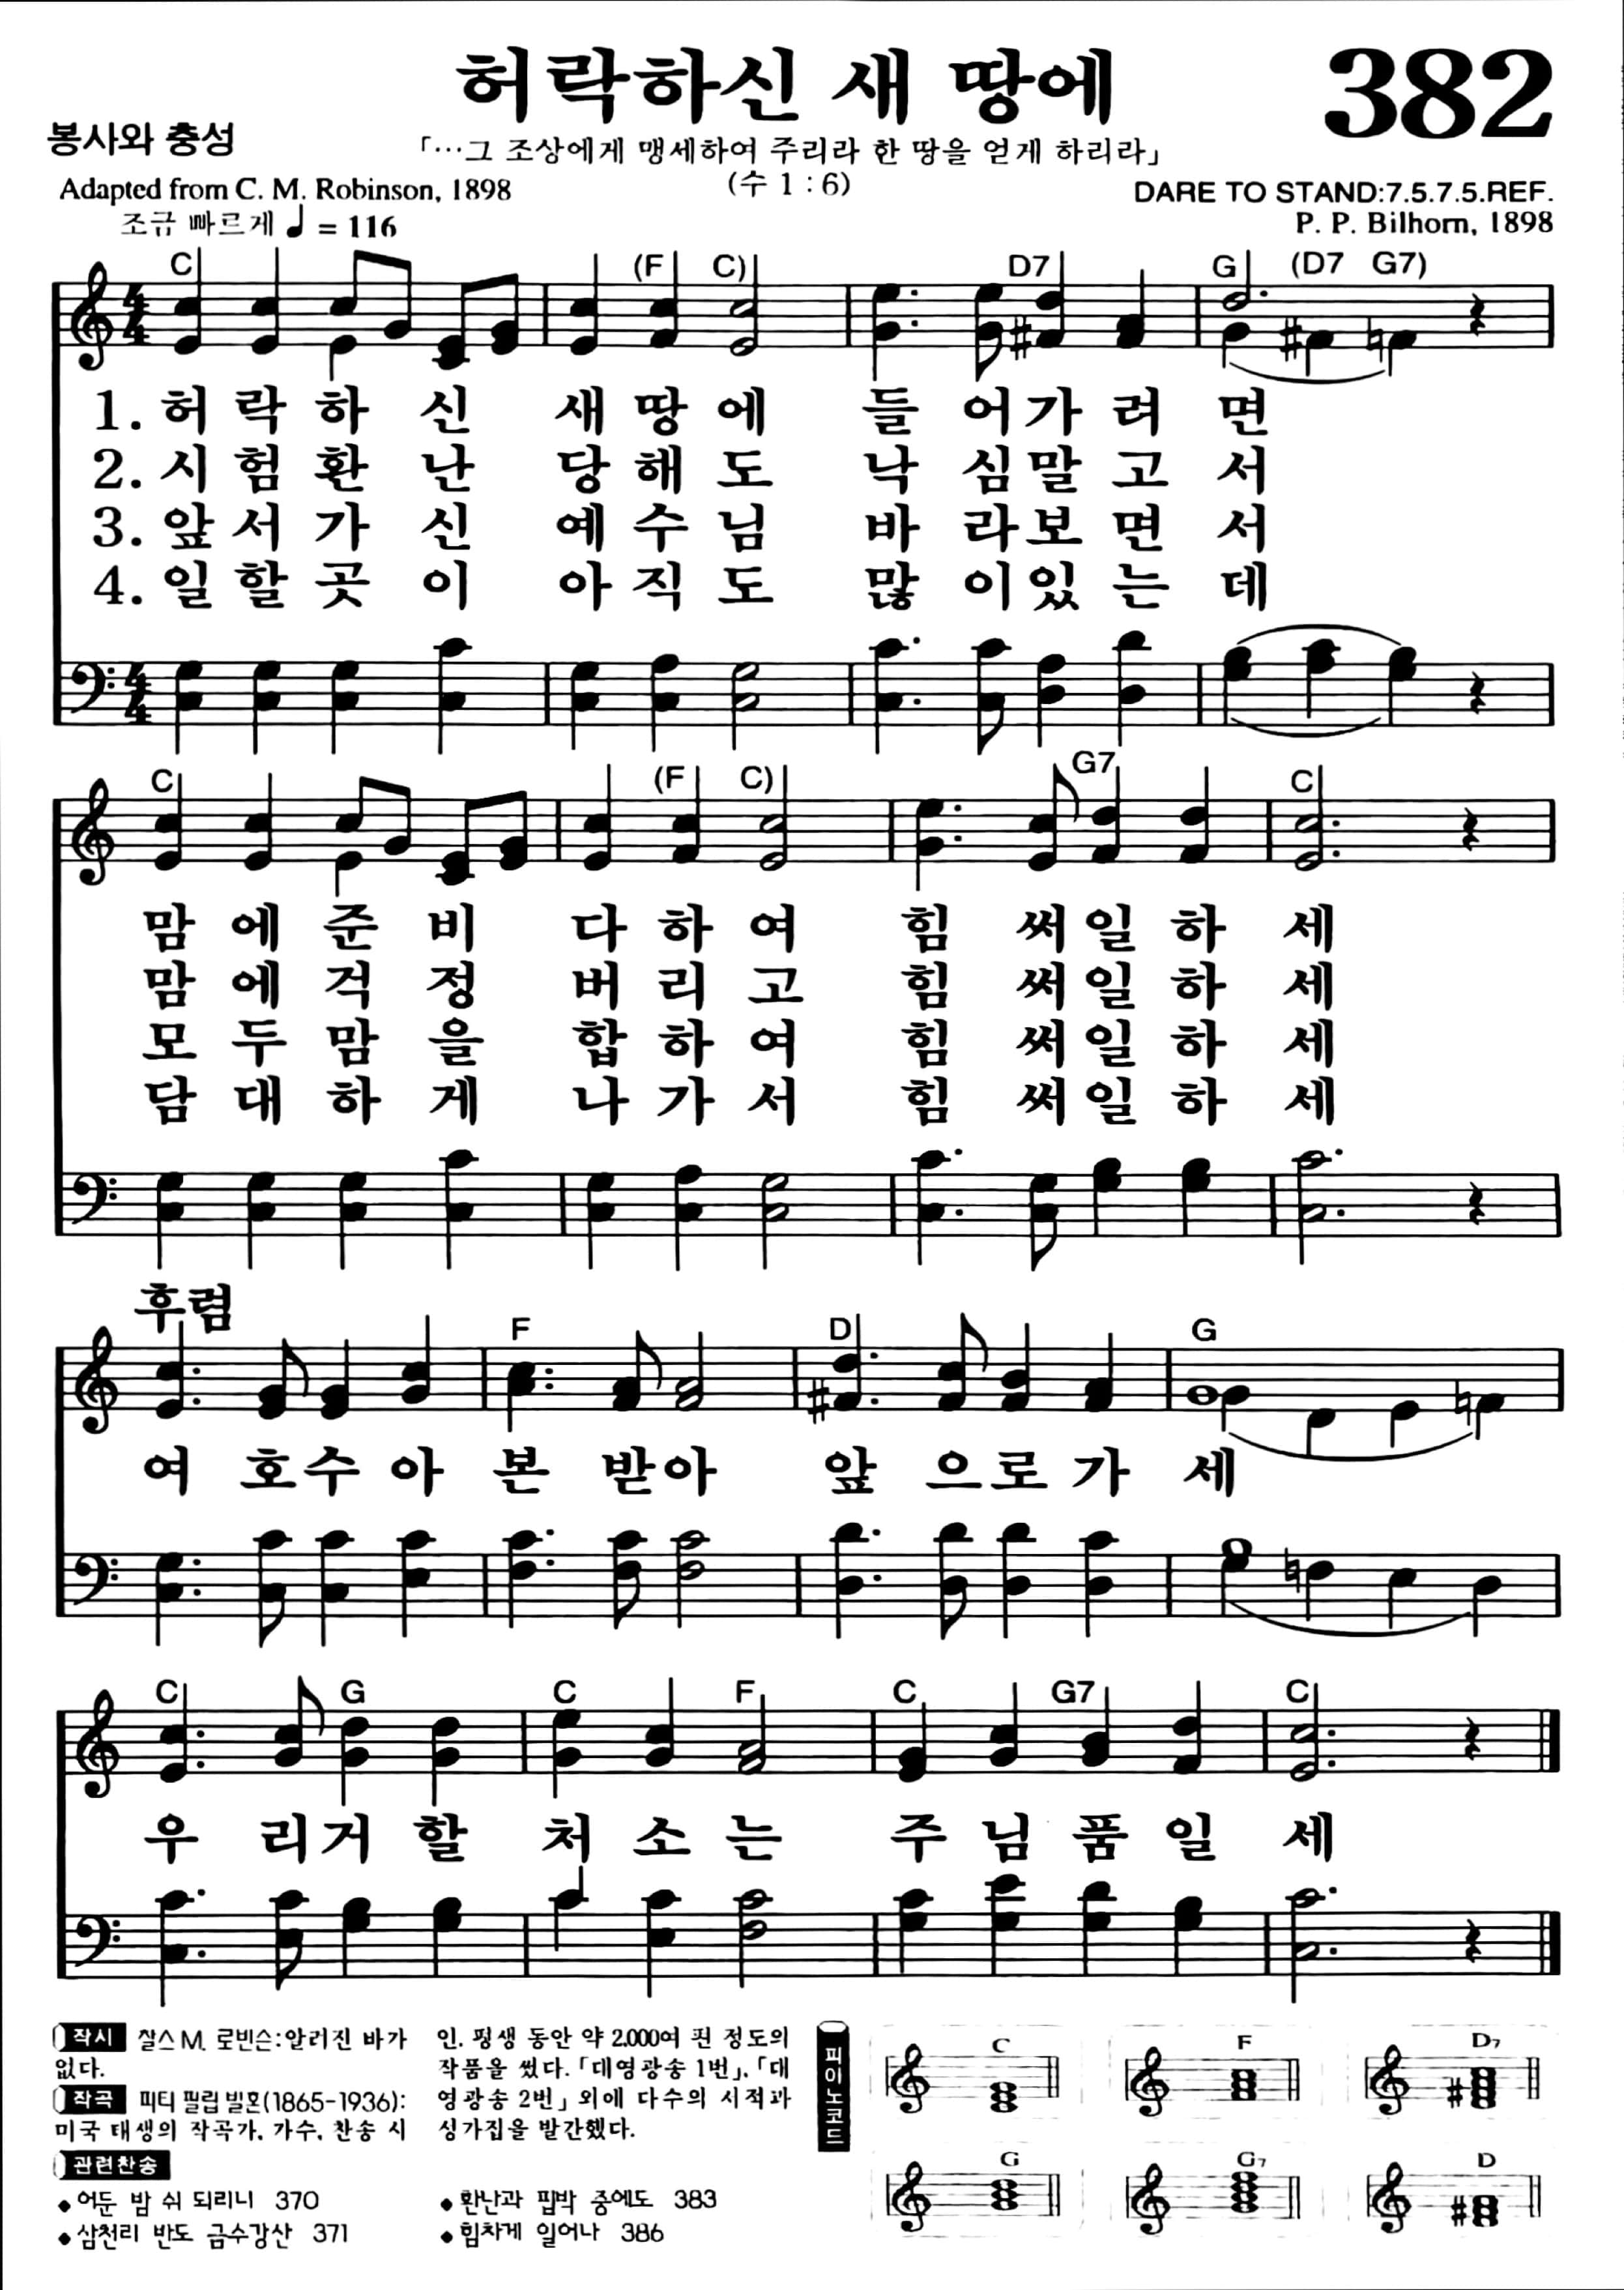 허락하신 새 땅에
382
봉사와 충성
「…그 조상에게 맹세하여 주리라 한 땅을 얻게 하리라」
(수 1 : 6)
Adapted from C. M. Robinson, 1898
DARE TO STAND:7.5.7.5.REF.
조금 빠르게 ♩ = 116
P. P. Bilhorn, 1898
C (F C) D7 G (D7 G7)
4/4
1. 허 락 하 신 새 땅 에 들 어 가 려 면
2. 시 험 환 난 당 해 도 낙 심 말 고 서
3. 앞 서 가 신 예 수 님 바 라 보 면 서
4. 일 할 곳 이 아 직 도 많 이 있 는 데
4/4
C (F C) G7 C
맘 에 준 비 다 하 여 힘 써 일 하 세
맘 에 걱 정 버 리 고 힘 써 일 하 세
모 두 맘 을 합 하 여 힘 써 일 하 세
담 대 하 게 나 가 서 힘 써 일 하 세
후렴
F D G
여 호 수 아 본 받 아 앞 으 로 가 세
C G C F C G7 C
우 리 거 할 처 소 는 주 님 품 일 세
작시 찰스 M. 로빈슨:알려진 바가
없다.
작곡 피터 필립 빌혼(1865-1936):
미국 태생의 작곡가, 가수, 찬송 시
인. 평생 동안 약 2,000여 편 정도의
작품을 썼다. 「대영광송 1번」, 「대
영광송 2번」 외에 다수의 시적과
성가집을 발간했다.
관련찬송
• 어둔 밤 쉬 되리니 370
• 삼천리 반도 금수강산 371
• 환난과 핍박 중에도 383
• 힘차게 일어나 386
피아노코드
C F D7
G G7 D